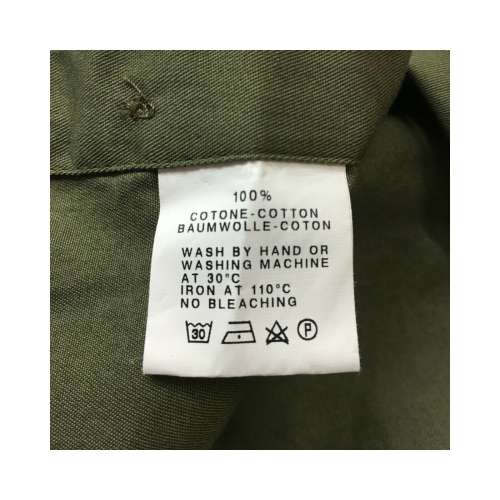 100%
COTONE-COTTON
BAUMWOLLE-COTON
WASH BY HAND OR
WASHING MACHINE
AT 30°C
IRON AT 110°C
NO BLEACHING
30 P